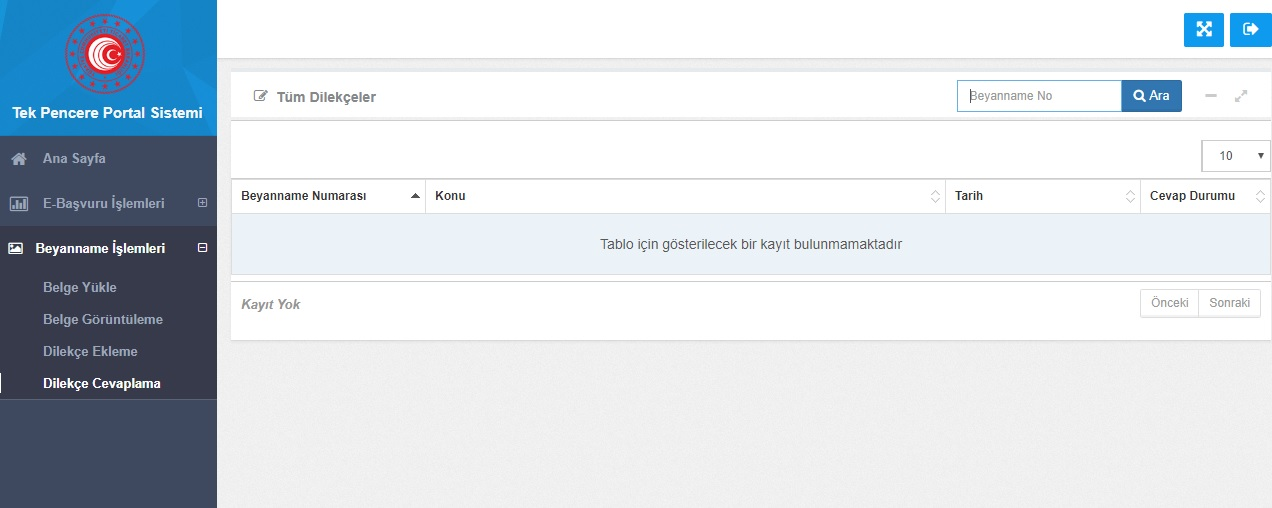 Tek Pencere Portal Sistemi
Ana Sayfa
E-Başvuru İşlemleri
Beyanname İşlemleri
Belge Yükle
Belge Görüntüleme
Dilekçe Ekleme
Dilekçe Cevaplama
Tüm Dilekçeler
Beyanname No
Ara
10
Beyanname Numarası Konu Tarih Cevap Durumu
Tablo için gösterilecek bir kayıt bulunmamaktadır
Kayıt Yok
Önceki Sonraki